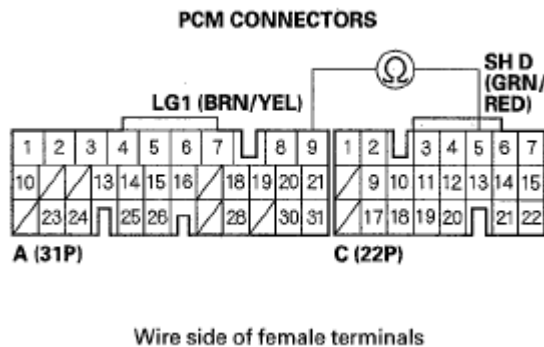 PCM CONNECTORS
Ω
SH D
(GRN/
RED)
LG1 (BRN/YEL)
1 2 3 4 5 6 7 8 9
10 13 14 15 16 18 19 20 21
23 24 25 26 28 30 31
1 2 3 4 5 6 7
9 10 11 12 13 14 15
17 18 19 20 21 22
A (31P)
C (22P)
Wire side of female terminals